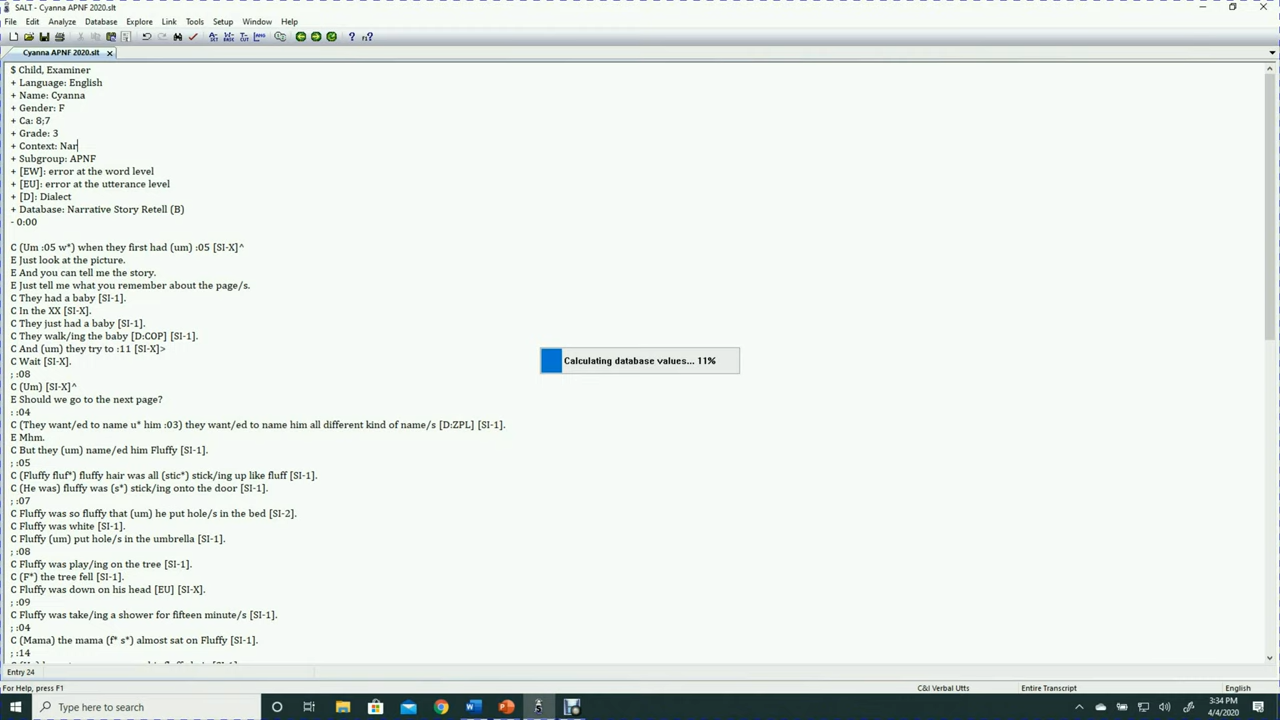 SALT - Cyanna APNF 2020.slt
File Edit Analyze Database Explore Link Tools Setup Window Help
Cyanna APNF 2020.slt x
$ Child, Examiner
+ Language: English
+ Name: Cyanna
+ Gender: F
+ Ca: 8;7
+ Grade: 3
+ Context: Nar
+ Subgroup: APNF
+ [EW]: error at the word level
+ [EU]: error at the utterance level
+ [D]: Dialect
+ Database: Narrative Story Retell (B)
- 0:00
C (Um :05 w*) when they first had (um) :05 [SI-X]^
E Just look at the picture.
E And you can tell me the story.
E Just tell me what you remember about the page/s.
C They had a baby [SI-1].
C In the XX [SI-X].
C They just had a baby [SI-1].
C They walk/ing the baby [D:COP] [SI-1].
C And (um) they try to :11 [SI-X]>
C Wait [SI-X].
; :08
C (Um) [SI-X]^
E Should we go to the next page?
: :04
C (They want/ed to name u* him :03) they want/ed to name him all different kind of name/s [D:ZPL] [SI-1].
E Mhm.
C But they (um) name/ed him Fluffy [SI-1].
; :05
C (Fluffy fluf*) fluffy hair was all (stic*) stick/ing up like fluff [SI-1].
C (He was) fluffy was (s*) stick/ing onto the door [SI-1].
; :07
C Fluffy was so fluffy that (um) he put hole/s in the bed [SI-2].
C Fluffy was white [SI-1].
C Fluffy (um) put hole/s in the umbrella [SI-1].
; :08
C Fluffy was play/ing on the tree [SI-1].
C (F*) the tree fell [SI-1].
C Fluffy was down on his head [EU] [SI-X].
; :09
C Fluffy was take/ing a shower for fifteen minute/s [SI-1].
; :04
C (Mama) the mama (f* s*) almost sat on Fluffy [SI-1].
; :14
Calculating database values... 11%
Entry 24
For Help, press F1
C&I Verbal Utts
Entire Transcript
English
Type here to search
3:34 PM
4/4/2020